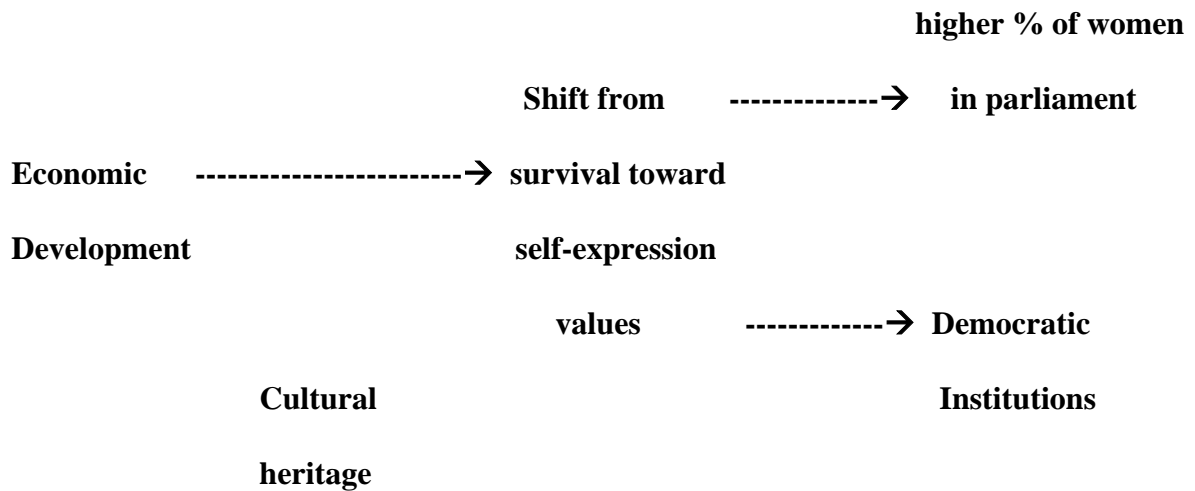 higher % of women
Shift from --------------→ in parliament
Economic -------------------------→ survival toward
Development self-expression
values -------------→ Democratic
Cultural Institutions
heritage